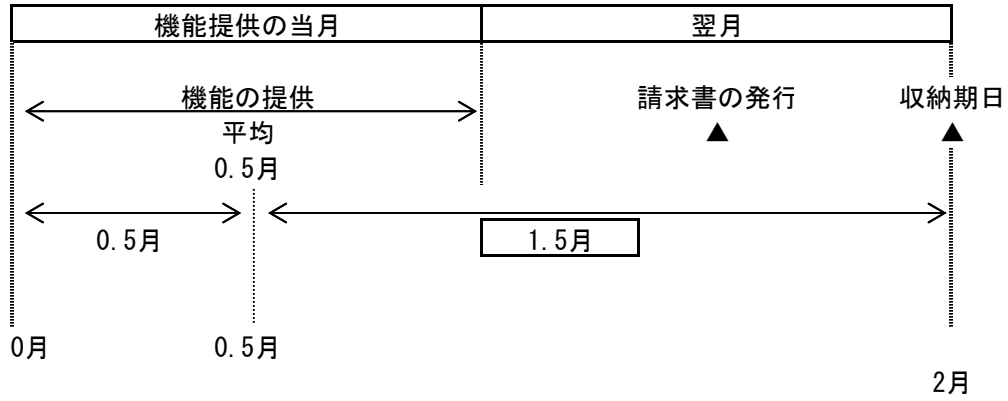 機能提供の当月 翌月
機能の提供 請求書の発行 収納期日
平均 ▲ ▲
0.5月
0.5月 1.5月
0月 0.5月
2月